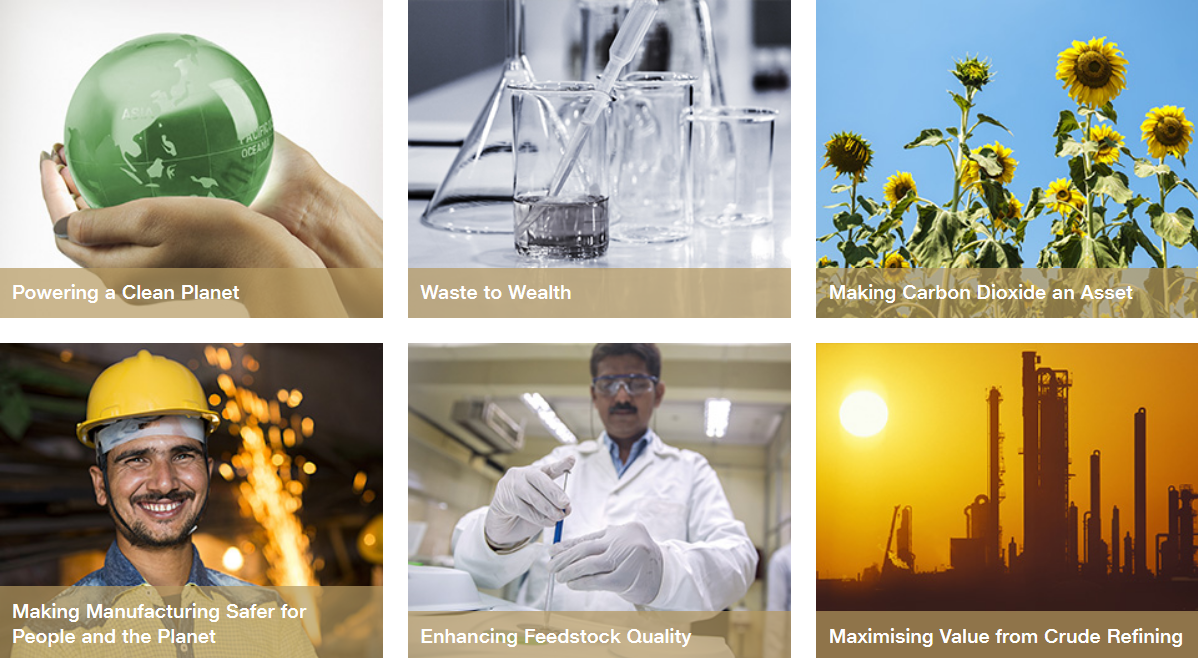 ASIA
PACIFIC
OCEANIA
Powering a Clean Planet
Waste to Wealth
Making Carbon Dioxide an Asset
Making Manufacturing Safer for
People and the Planet
Enhancing Feedstock Quality
Maximising Value from Crude Refining